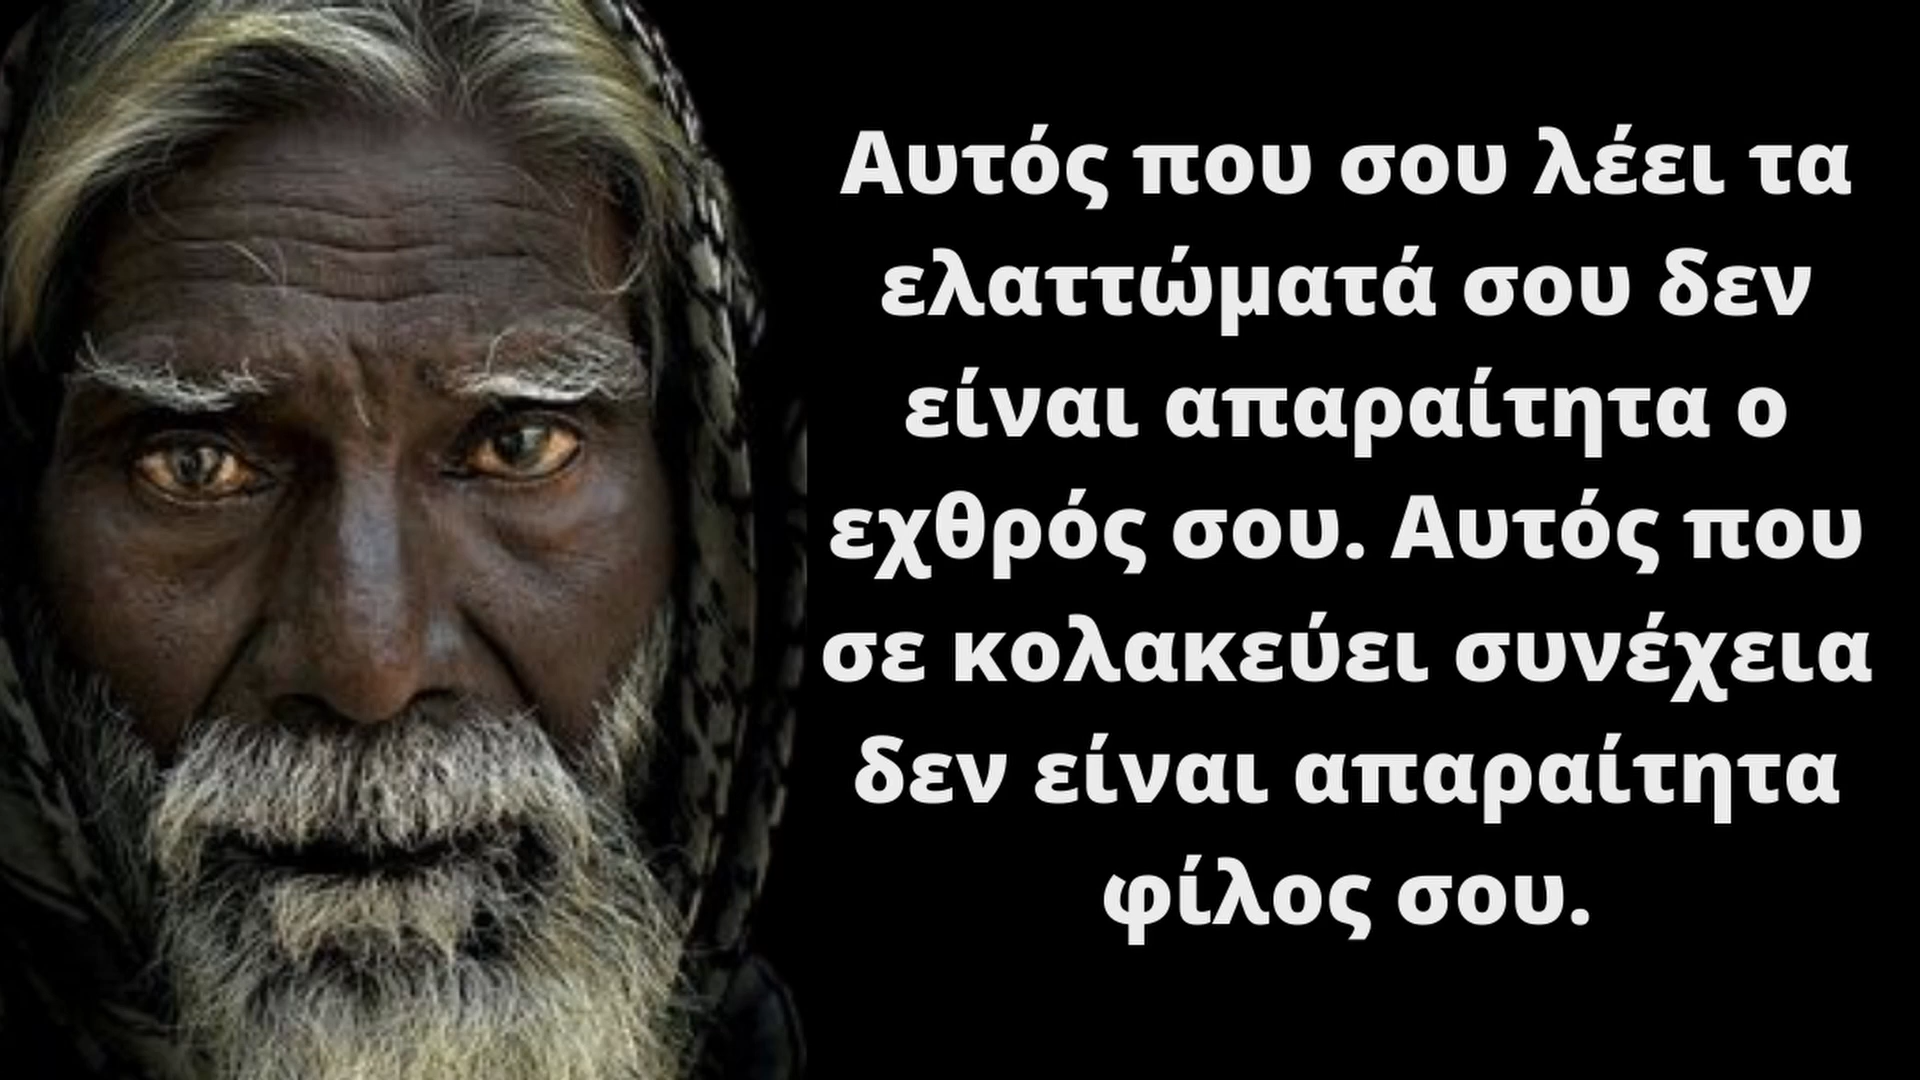 Αυτός που σου λέει τα
ελαττώματά σου δεν
είναι απαραίτητα ο
εχθρός σου. Αυτός που
σε κολακεύει συνέχεια
δεν είναι απαραίτητα
φίλος σου.